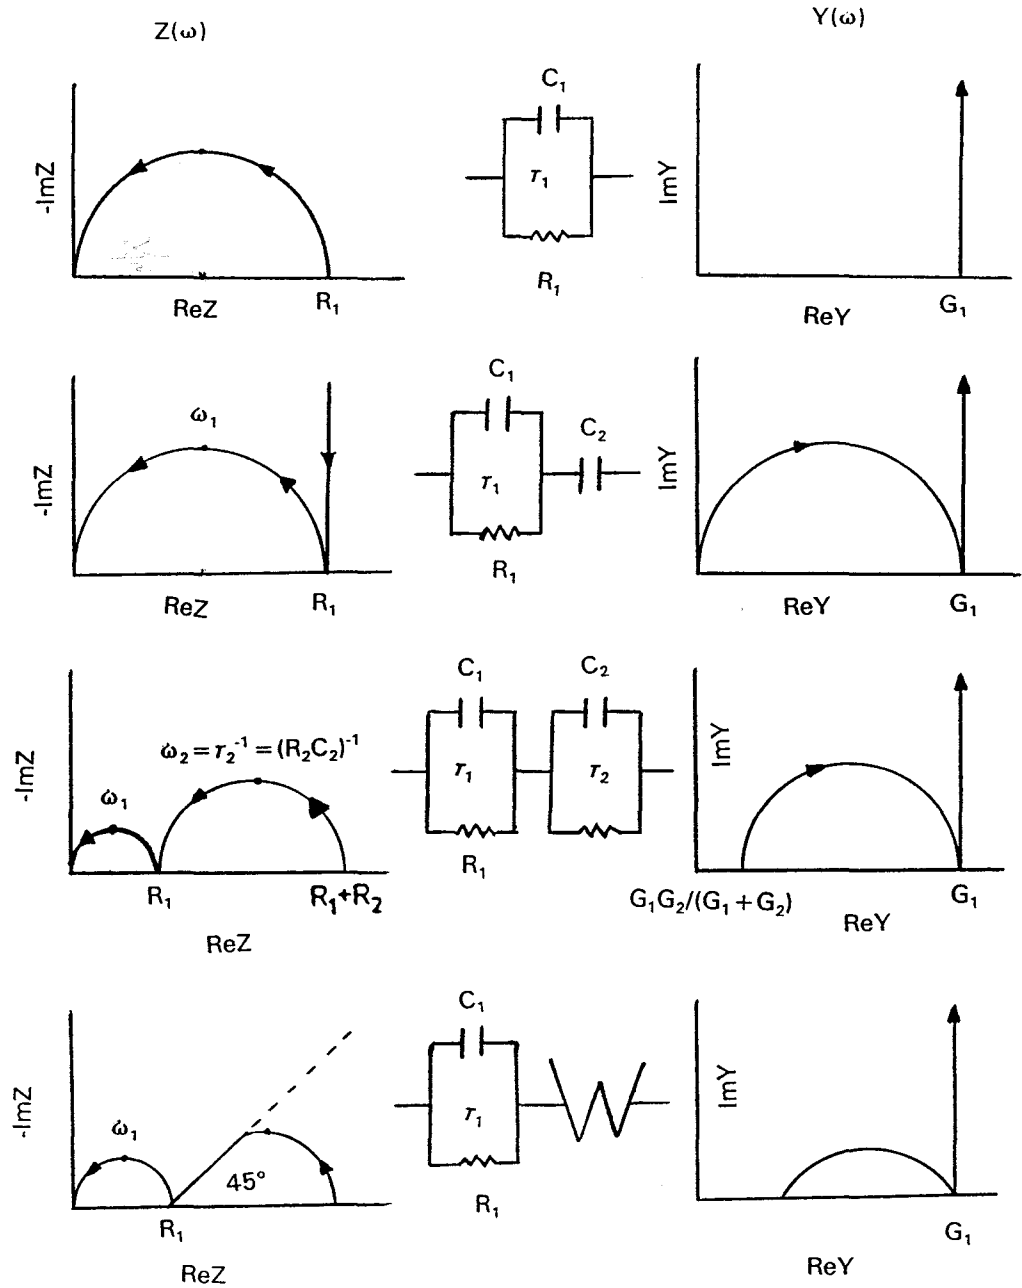 Z(ω)
Y(ω)
-ImZ
ReZ
R₁
C₁
τ₁
R₁
ImY
ReY
G₁
-ImZ
ω₁
ReZ
R₁
C₁
τ₁
R₁
C₂
ImY
ReY
G₁
-ImZ
ω₁
ω₂ = τ₂⁻¹ = (R₂C₂)⁻¹
R₁
R₁+R₂
ReZ
C₁
τ₁
R₁
C₂
τ₂
ImY
G₁G₂/(G₁ + G₂)
G₁
ReY
-ImZ
ω₁
45°
R₁
ReZ
C₁
τ₁
R₁
ImY
G₁
ReY